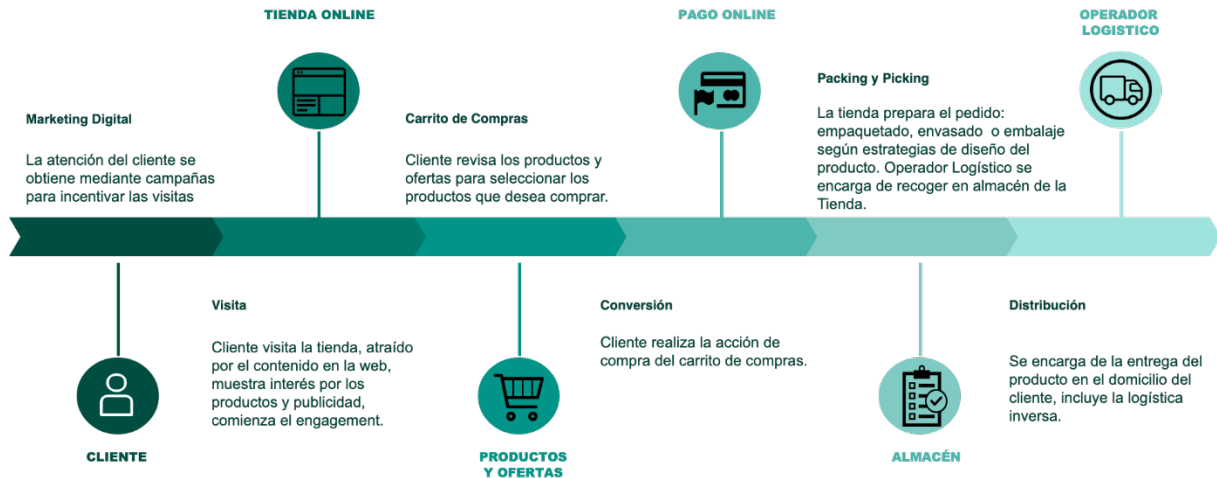 TIENDA ONLINE
PAGO ONLINE
OPERADOR
LOGISTICO
Marketing Digital
La atención del cliente se
obtiene mediante campañas
para incentivar las visitas
Carrito de Compras
Cliente revisa los productos y
ofertas para seleccionar los
productos que desea comprar.
Packing y Picking
La tienda prepara el pedido:
empaquetado, envasado o embalaje
según estrategias de diseño del
producto. Operador Logístico se
encarga de recoger en almacén de la
Tienda.
Visita
Cliente visita la tienda, atraído
por el contenido en la web,
muestra interés por los
productos y publicidad,
comienza el engagement.
Conversión
Cliente realiza la acción de
compra del carrito de compras.
Distribución
Se encarga de la entrega del
producto en el domicilio del
cliente, incluye la logística
inversa.
CLIENTE
PRODUCTOS
Y OFERTAS
ALMACÉN